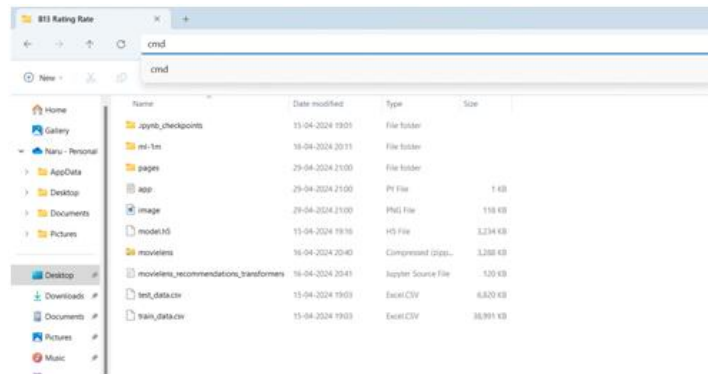 813 Rating Rate
cmd
New
cmd
Name Date modified Type Size
Home
Gallery
Naru - Personal
AppData
Desktop
Documents
Pictures
Desktop
Downloads
Documents
Pictures
Music
.ipynb_checkpoints 15-04-2024 19:01 File folder
ml-1m 16-04-2024 20:11 File folder
pages 29-04-2024 21:00 File folder
app 29-04-2024 21:00 PY File 1 KB
image 29-04-2024 21:00 PNG File 118 KB
model.h5 15-04-2024 19:16 H5 File 3,234 KB
movielens 16-04-2024 20:40 Compressed (zipp... 3,288 KB
movielens_recommendations_transformers 16-04-2024 20:41 Jupyter Source File 120 KB
test_data.csv 15-04-2024 19:03 Excel.CSV 6,820 KB
train_data.csv 15-04-2024 19:03 Excel.CSV 38,991 KB